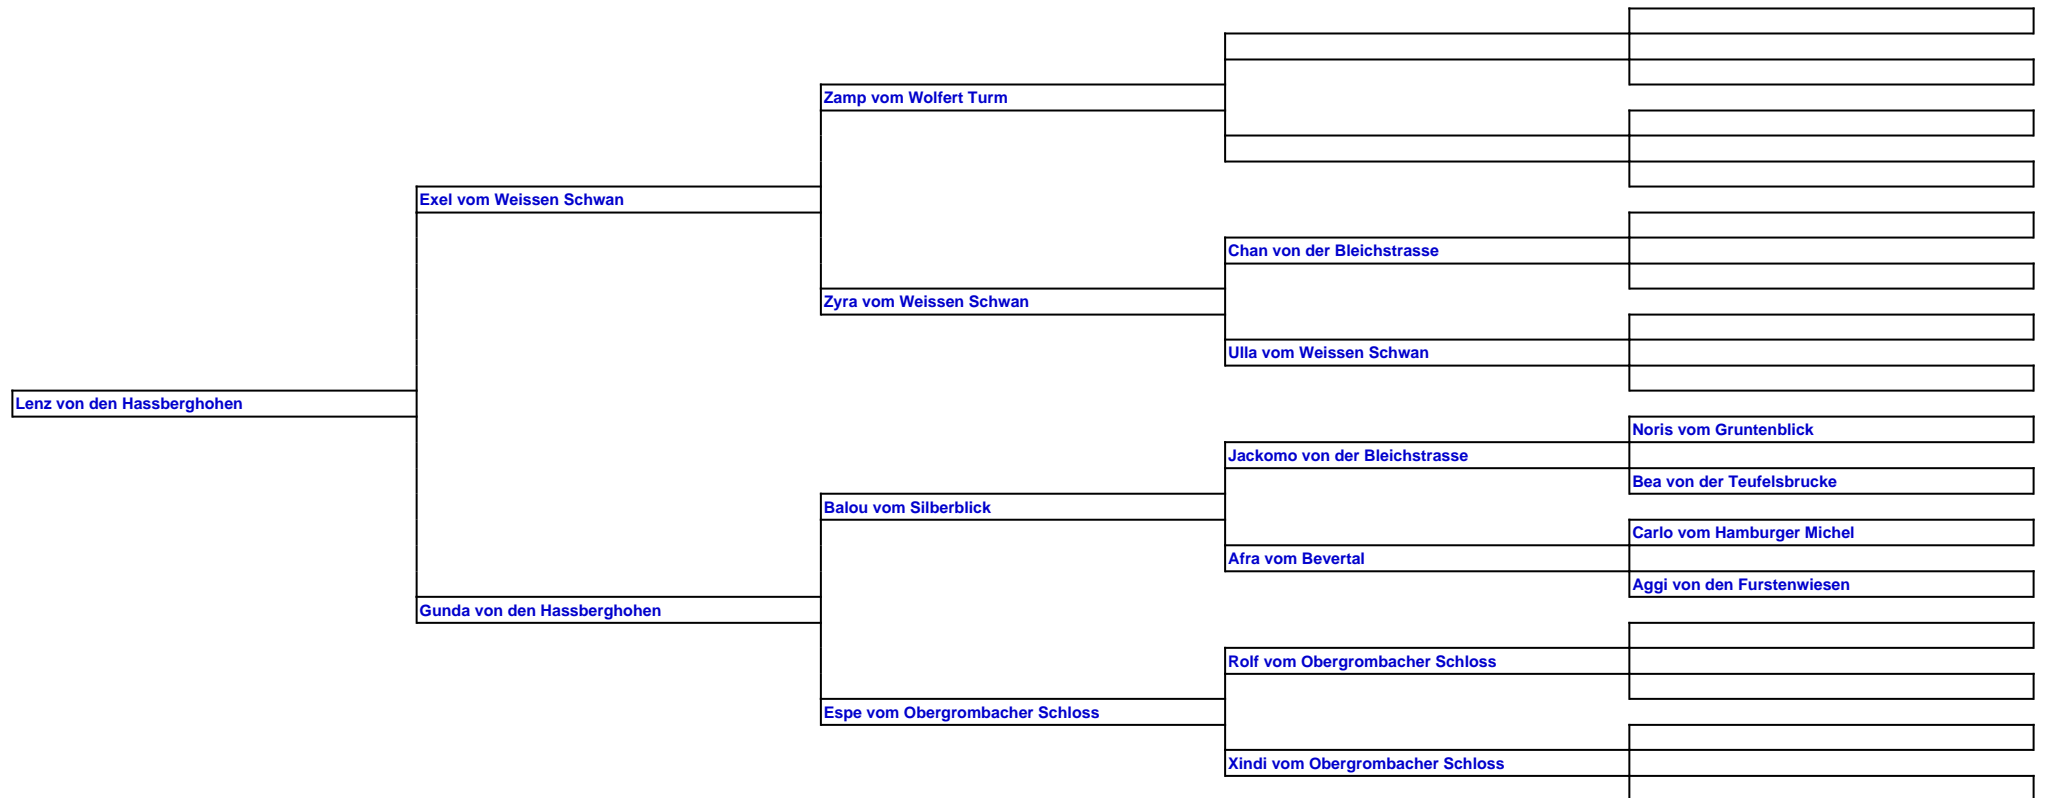 Zamp vom Wolfert Turm
Exel vom Weissen Schwan
Chan von der Bleichstrasse
Zyra vom Weissen Schwan
Ulla vom Weissen Schwan
Lenz von den Hassberghohen
Noris vom Gruntenblick
Jackomo von der Bleichstrasse
Bea von der Teufelsbrucke
Balou vom Silberblick
Carlo vom Hamburger Michel
Afra vom Bevertal
Aggi von den Furstenwiesen
Gunda von den Hassberghohen
Rolf vom Obergrombacher Schloss
Espe vom Obergrombacher Schloss
Xindi vom Obergrombacher Schloss